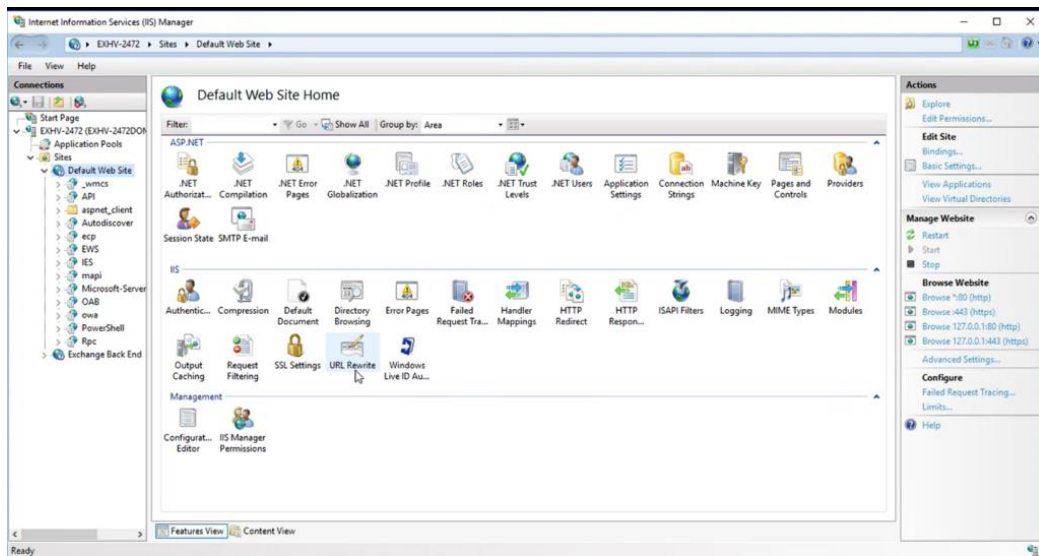 Internet Information Services (IIS) Manager
EXHV-2472 Sites Default Web Site
File View Help
Connections
Start Page
EXHV-2472 (EXHV-2472DON
Application Pools
Sites
Default Web Site
_wmcs
API
aspnet_client
Autodiscover
ecp
EWS
IES
mapi
Microsoft-Server
OAB
owa
PowerShell
Rpc
Exchange Back End
Default Web Site Home
Filter: Go Show All Group by: Area
ASP.NET
.NET Authorizat...
.NET Compilation
.NET Error Pages
.NET Globalization
.NET Profile
.NET Roles
.NET Trust Levels
.NET Users
Application Settings
Connection Strings
Machine Key
Pages and Controls
Providers
Session State
SMTP E-mail
IIS
Authentic...
Compression
Default Document
Directory Browsing
Error Pages
Failed Request Tra...
Handler Mappings
HTTP Redirect
HTTP Respon...
ISAPI Filters
Logging
MIME Types
Modules
Output Caching
Request Filtering
SSL Settings
URL Rewrite
Windows Live ID Au...
Management
Configurat... Editor
IIS Manager Permissions
Features View
Content View
Actions
Explore
Edit Permissions...
Edit Site
Bindings...
Basic Settings...
View Applications
View Virtual Directories
Manage Website
Restart
Start
Stop
Browse Website
Browse *:80 (http)
Browse :443 (https)
Browse 127.0.0.1:80 (http)
Browse 127.0.0.1:443 (https)
Advanced Settings...
Configure
Failed Request Tracing...
Limits...
Help
Ready